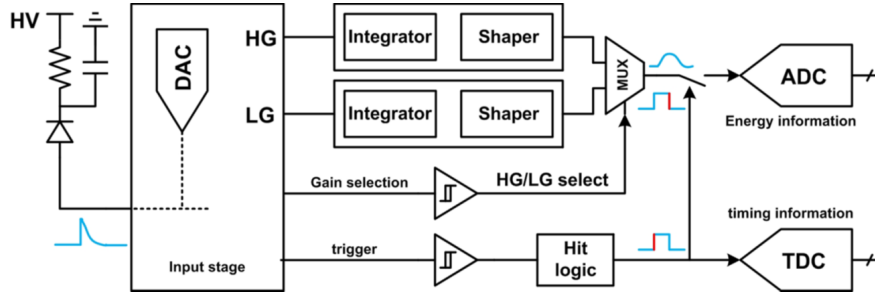 HV
DAC
HG
Integrator
Shaper
MUX
ADC
Energy information
LG
Integrator
Shaper
Gain selection
HG/LG select
timing information
trigger
Hit
logic
TDC
Input stage